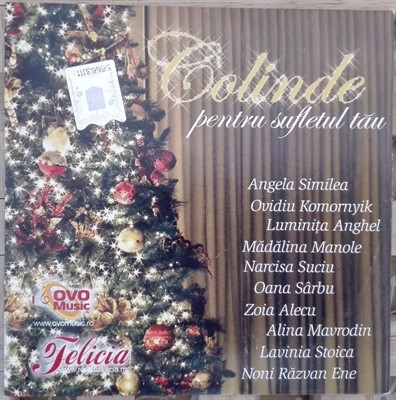 Colinde
pentru sufletul tău
Angela Similea
Ovidiu Komornyik
Luminița Anghel
Mădălina Manole
Narcisa Suciu
Oana Sârbu
Zoia Alecu
Alina Mavrodin
Lavinia Stoica
Noni Răzvan Ene
OVO
Music
www.ovomusic.ro
Felicia